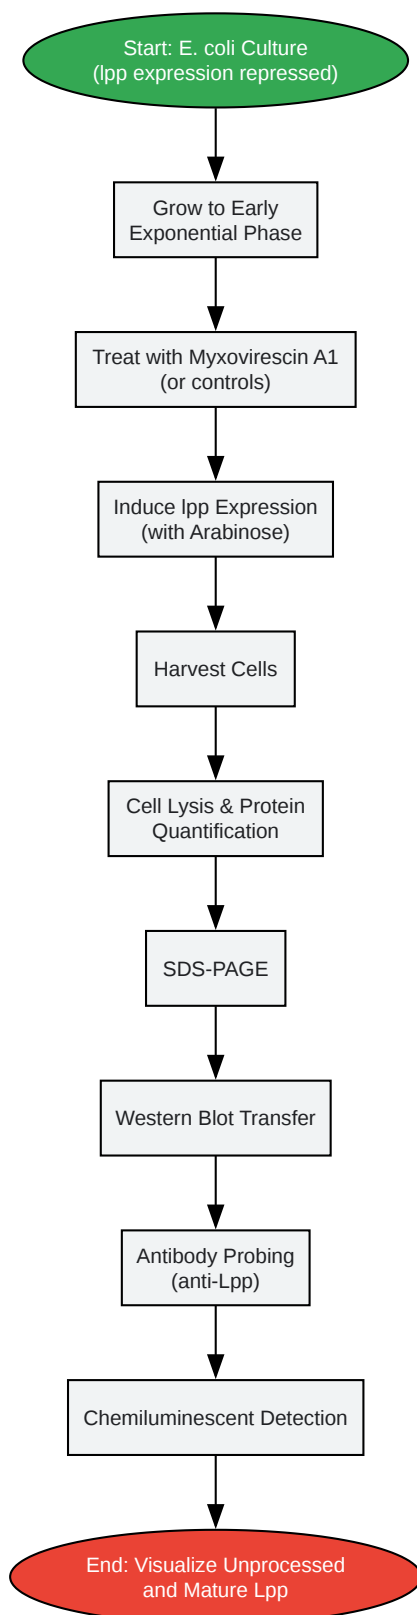 Start: E. coli Culture
(lpp expression repressed)
Grow to Early
Exponential Phase
Treat with Myxovirescin A1
(or controls)
Induce lpp Expression
(with Arabinose)
Harvest Cells
Cell Lysis & Protein
Quantification
SDS-PAGE
Western Blot Transfer
Antibody Probing
(anti-Lpp)
Chemiluminescent Detection
End: Visualize Unprocessed
and Mature Lpp